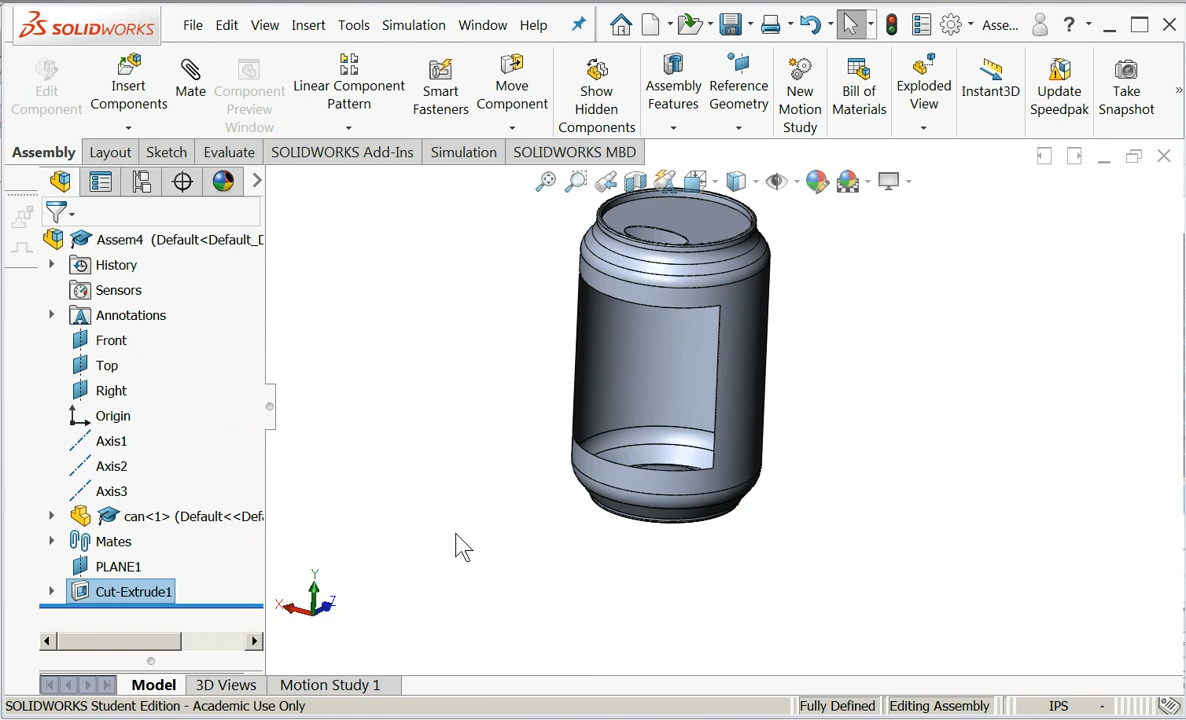 SOLIDWORKS File Edit View Insert Tools Simulation Window Help Asse... ?
Edit Component
Insert Components
Mate
Component Preview Window
Linear Component Pattern
Smart Fasteners
Move Component
Show Hidden Components
Assembly Features
Reference Geometry
New Motion Study
Bill of Materials
Exploded View
Instant3D
Update Speedpak
Take Snapshot
»
Assembly Layout Sketch Evaluate SOLIDWORKS Add-Ins Simulation SOLIDWORKS MBD
Assem4 (Default<Default_D
History
Sensors
Annotations
Front
Top
Right
Origin
Axis1
Axis2
Axis3
can<1> (Default<<Def
Mates
PLANE1
Cut-Extrude1
Y
X Z
Model 3D Views Motion Study 1
SOLIDWORKS Student Edition - Academic Use Only Fully Defined Editing Assembly IPS